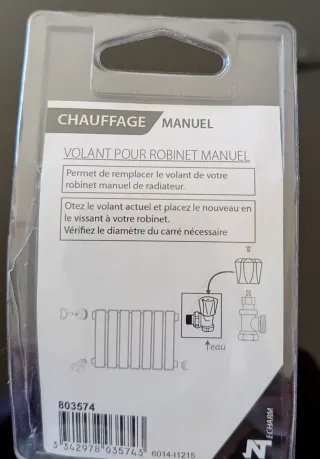 CHAUFFAGE MANUEL
VOLANT POUR ROBINET MANUEL
Permet de remplacer le volant de votre
robinet manuel de radiateur.
Otez le volant actuel et placez le nouveau en
le vissant à votre robinet.
Vérifiez le diamètre du carré nécessaire
eau
803574
3 342978 035743
6014-I1215
ECHARM